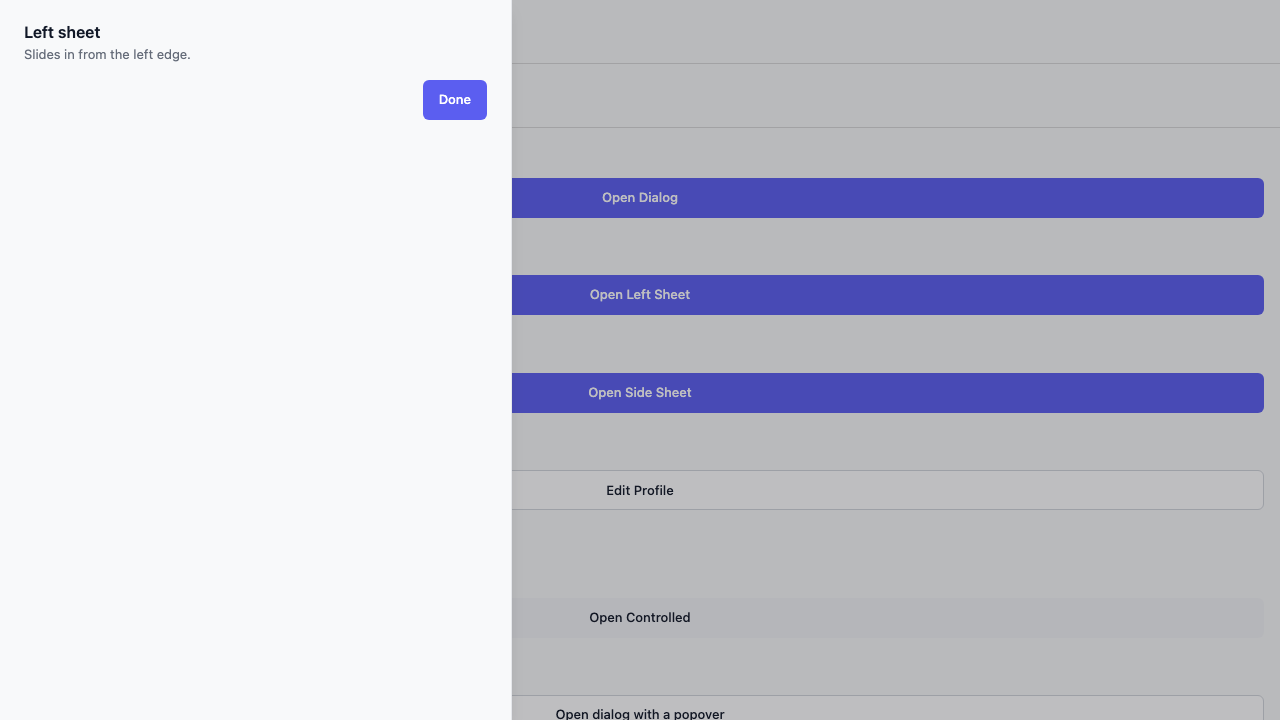 Left sheet
Slides in from the left edge.
Done
Open Dialog
Open Left Sheet
Open Side Sheet
Edit Profile
Open Controlled
Open dialog with a popover